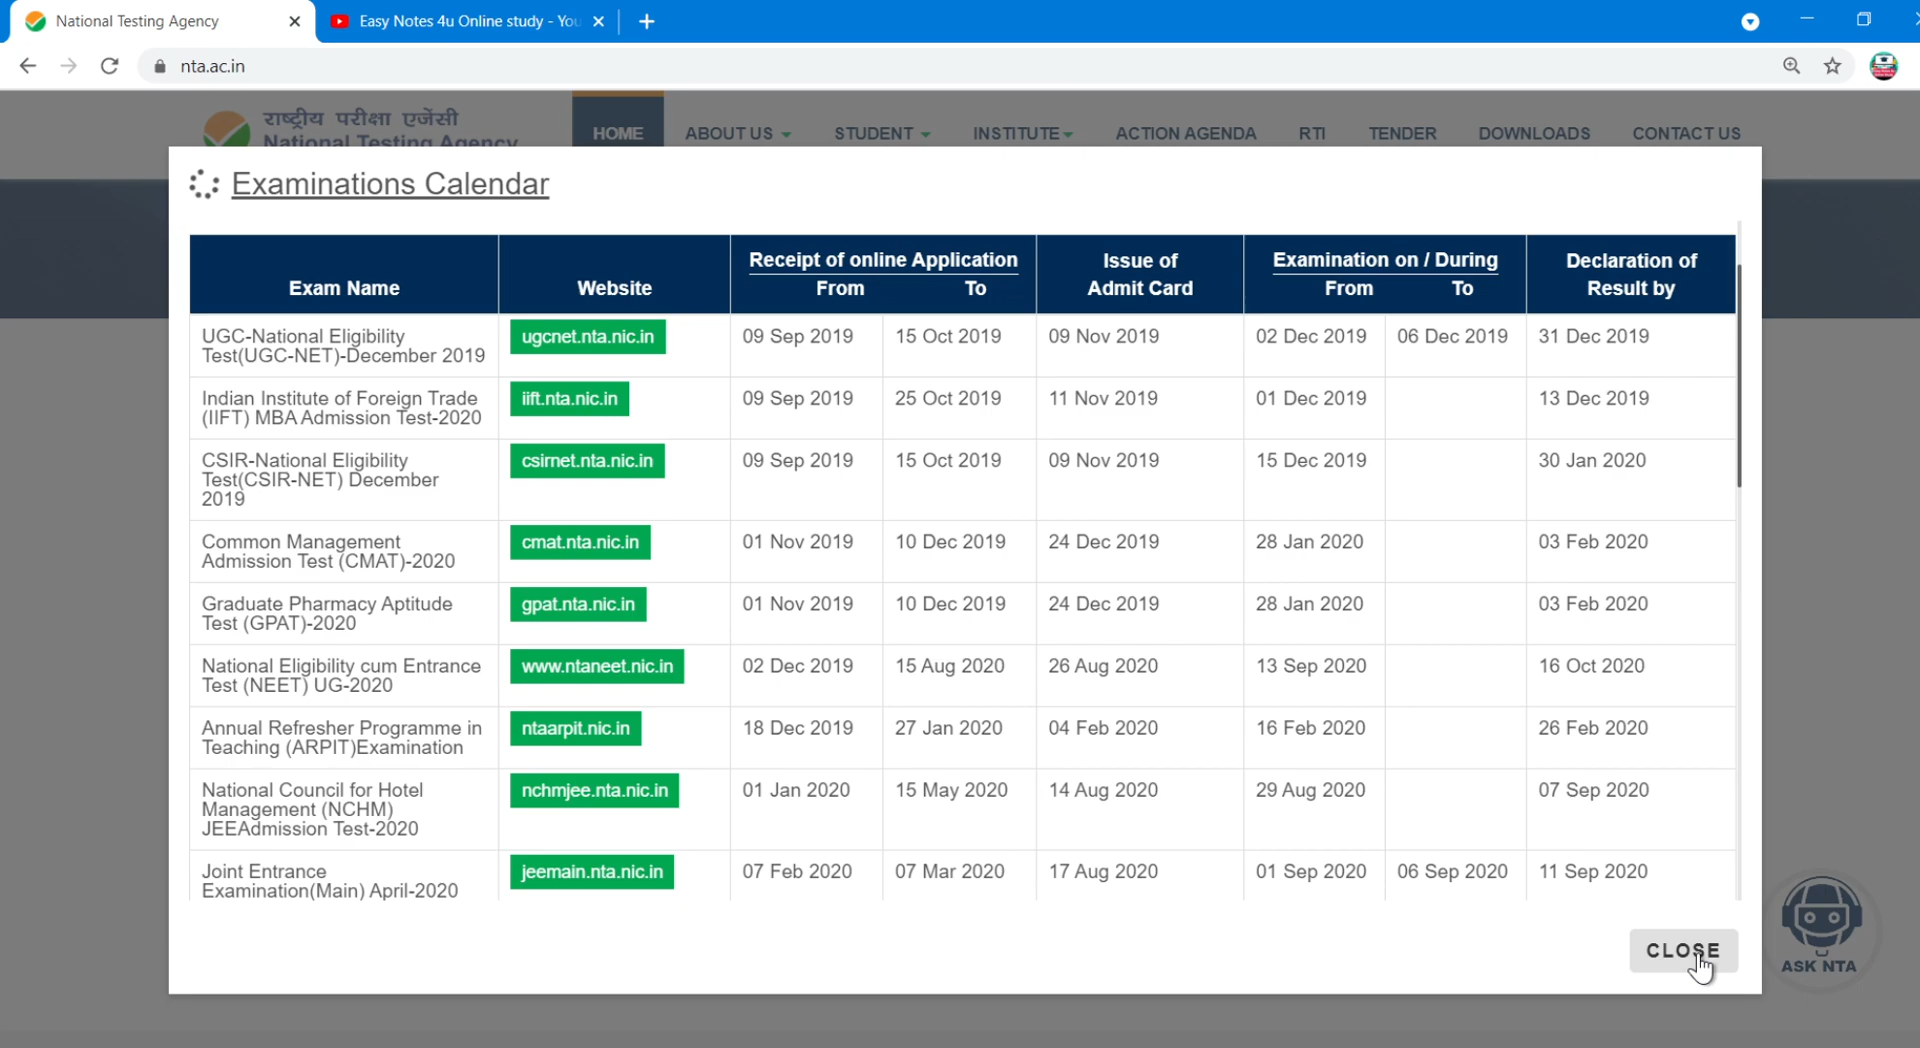 National Testing Agency
Easy Notes 4u Online study - You
nta.ac.in
राष्ट्रीय परीक्षा एजेंसी
National Testing Agency
HOME ABOUT US STUDENT INSTITUTE ACTION AGENDA RTI TENDER DOWNLOADS CONTACT US
Examinations Calendar
Receipt of online Application Issue of Examination on / During Declaration of
Exam Name Website From To Admit Card From To Result by
UGC-National Eligibility ugcnet.nta.nic.in 09 Sep 2019 15 Oct 2019 09 Nov 2019 02 Dec 2019 06 Dec 2019 31 Dec 2019
Test(UGC-NET)-December 2019
Indian Institute of Foreign Trade iift.nta.nic.in 09 Sep 2019 25 Oct 2019 11 Nov 2019 01 Dec 2019 13 Dec 2019
(IIFT) MBA Admission Test-2020
CSIR-National Eligibility csirnet.nta.nic.in 09 Sep 2019 15 Oct 2019 09 Nov 2019 15 Dec 2019 30 Jan 2020
Test(CSIR-NET) December
2019
Common Management cmat.nta.nic.in 01 Nov 2019 10 Dec 2019 24 Dec 2019 28 Jan 2020 03 Feb 2020
Admission Test (CMAT)-2020
Graduate Pharmacy Aptitude gpat.nta.nic.in 01 Nov 2019 10 Dec 2019 24 Dec 2019 28 Jan 2020 03 Feb 2020
Test (GPAT)-2020
National Eligibility cum Entrance www.ntaneet.nic.in 02 Dec 2019 15 Aug 2020 26 Aug 2020 13 Sep 2020 16 Oct 2020
Test (NEET) UG-2020
Annual Refresher Programme in ntaarpit.nic.in 18 Dec 2019 27 Jan 2020 04 Feb 2020 16 Feb 2020 26 Feb 2020
Teaching (ARPIT)Examination
National Council for Hotel nchmjee.nta.nic.in 01 Jan 2020 15 May 2020 14 Aug 2020 29 Aug 2020 07 Sep 2020
Management (NCHM)
JEEAdmission Test-2020
Joint Entrance jeemain.nta.nic.in 07 Feb 2020 07 Mar 2020 17 Aug 2020 01 Sep 2020 06 Sep 2020 11 Sep 2020
Examination(Main) April-2020
CLOSE
ASK NTA